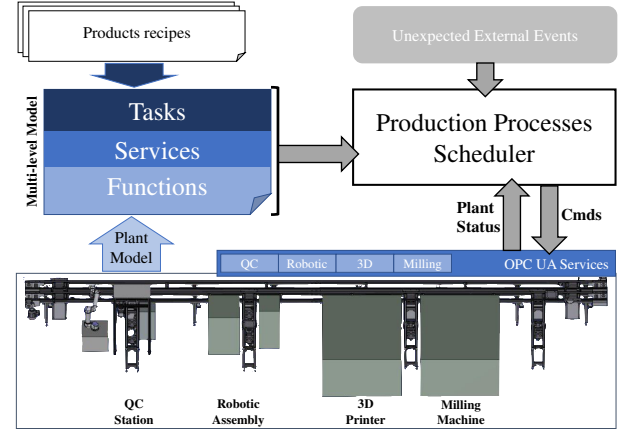 Products recipes
Unexpected External Events
Multi-level Model
Tasks
Services
Functions
Production Processes
Scheduler
Plant
Status
Cmds
Plant
Model
QC
Robotic
3D
Milling
OPC UA Services
QC
Station
Robotic
Assembly
3D
Printer
Milling
Machine